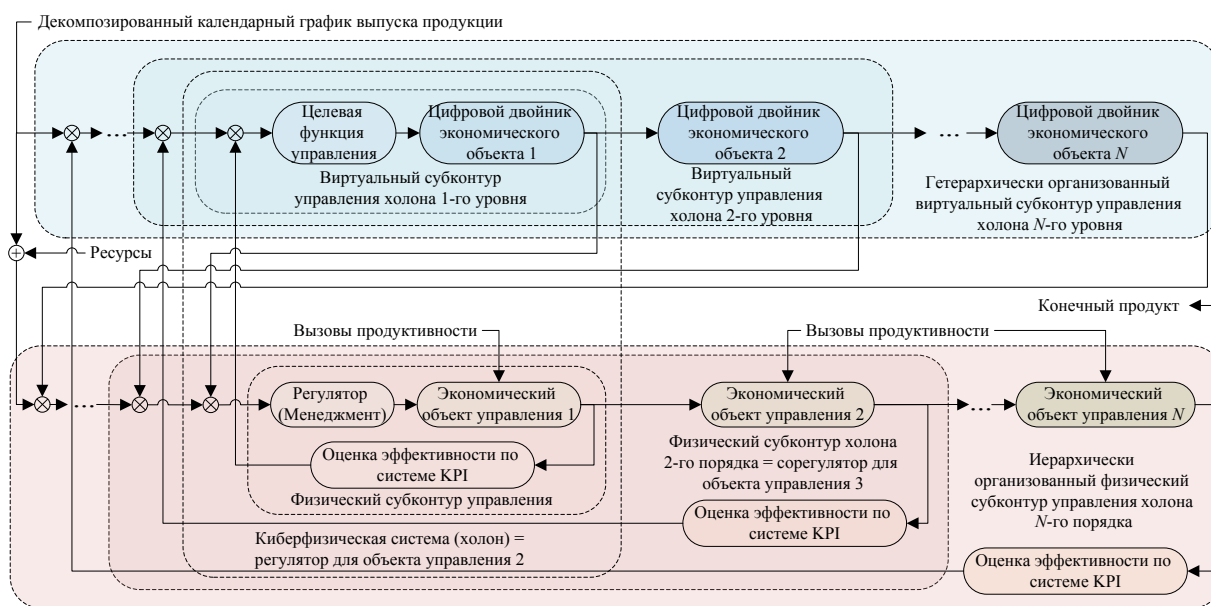 Декомпозированный календарный график выпуска продукции
Целевая
функция
управления
Цифровой двойник
экономического
объекта 1
Цифровой двойник
экономического
объекта 2
...
...
Цифровой двойник
экономического
объекта N
Виртуальный субконтур
управления холона 1-го уровня
Виртуальный
субконтур управления
холона 2-го уровня
Гетерархически организованный
виртуальный субконтур управления
холона N-го уровня
Ресурсы
Конечный продукт
Вызовы продуктивности
Вызовы продуктивности
...
Регулятор
(Менеджмент)
Экономический
объект управления 1
Экономический
объект управления 2
...
Экономический
объект управления N
Оценка эффективности по
системе KPI
Физический субконтур управления
Физический субконтур холона
2-го порядка = сорегулятор для
объекта управления 3
Иерархически
организованный физический
субконтур управления холона
N-го порядка
Оценка эффективности по
системе KPI
Киберфизическая система (холон) =
регулятор для объекта управления 2
Оценка эффективности по
системе KPI